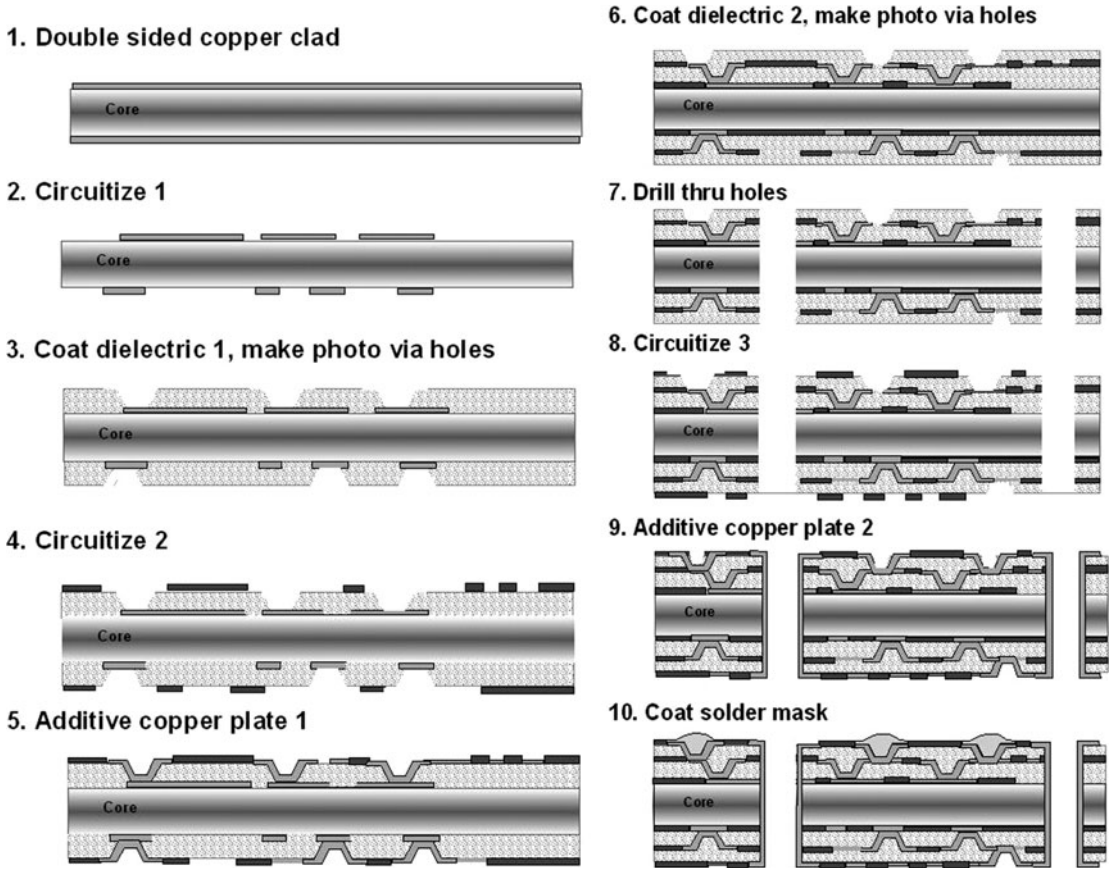 1. Double sided copper clad
Core
2. Circuitize 1
Core
3. Coat dielectric 1, make photo via holes
Core
4. Circuitize 2
Core
5. Additive copper plate 1
Core
6. Coat dielectric 2, make photo via holes
Core
7. Drill thru holes
Core
8. Circuitize 3
Core
9. Additive copper plate 2
Core
10. Coat solder mask
Core